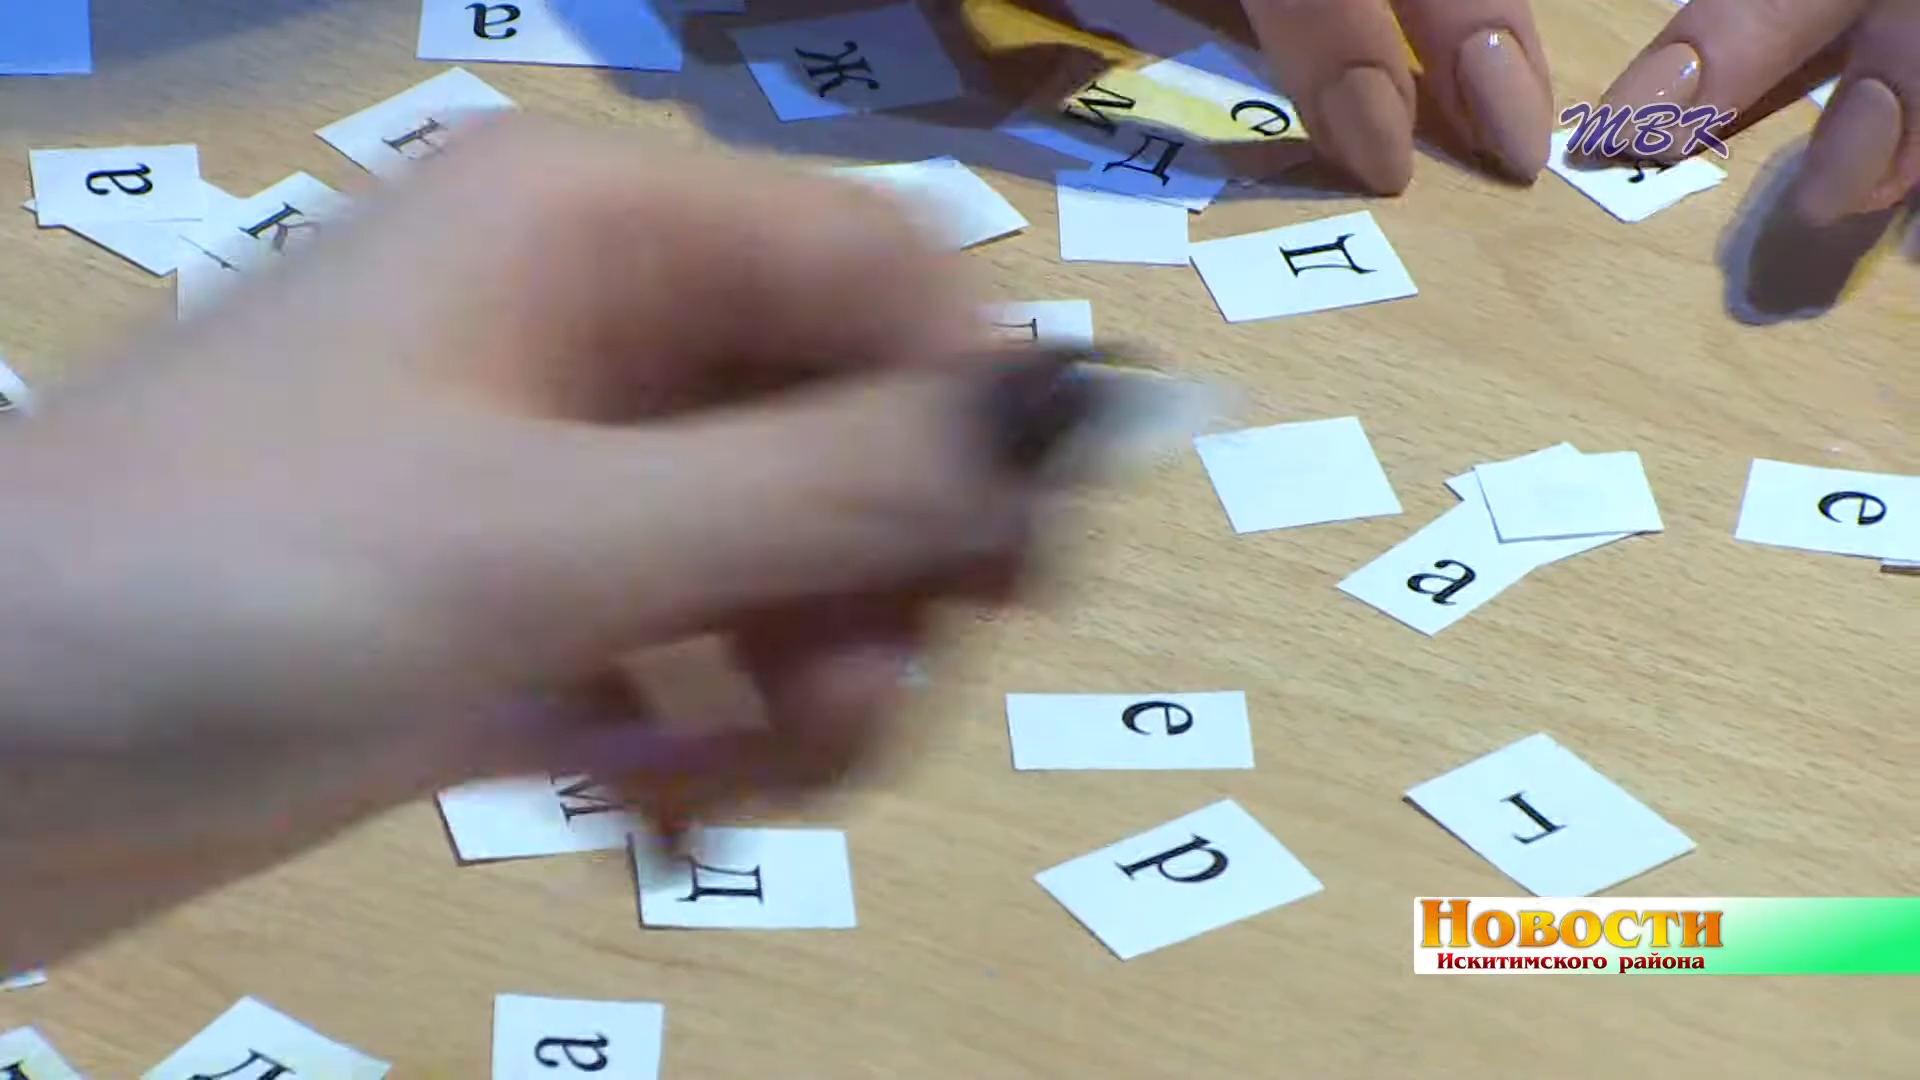 а
ж
м
е
д
ТВК
а
к
д
е
а
е
м
р
г
д
Новости
Искитимского района
д
а